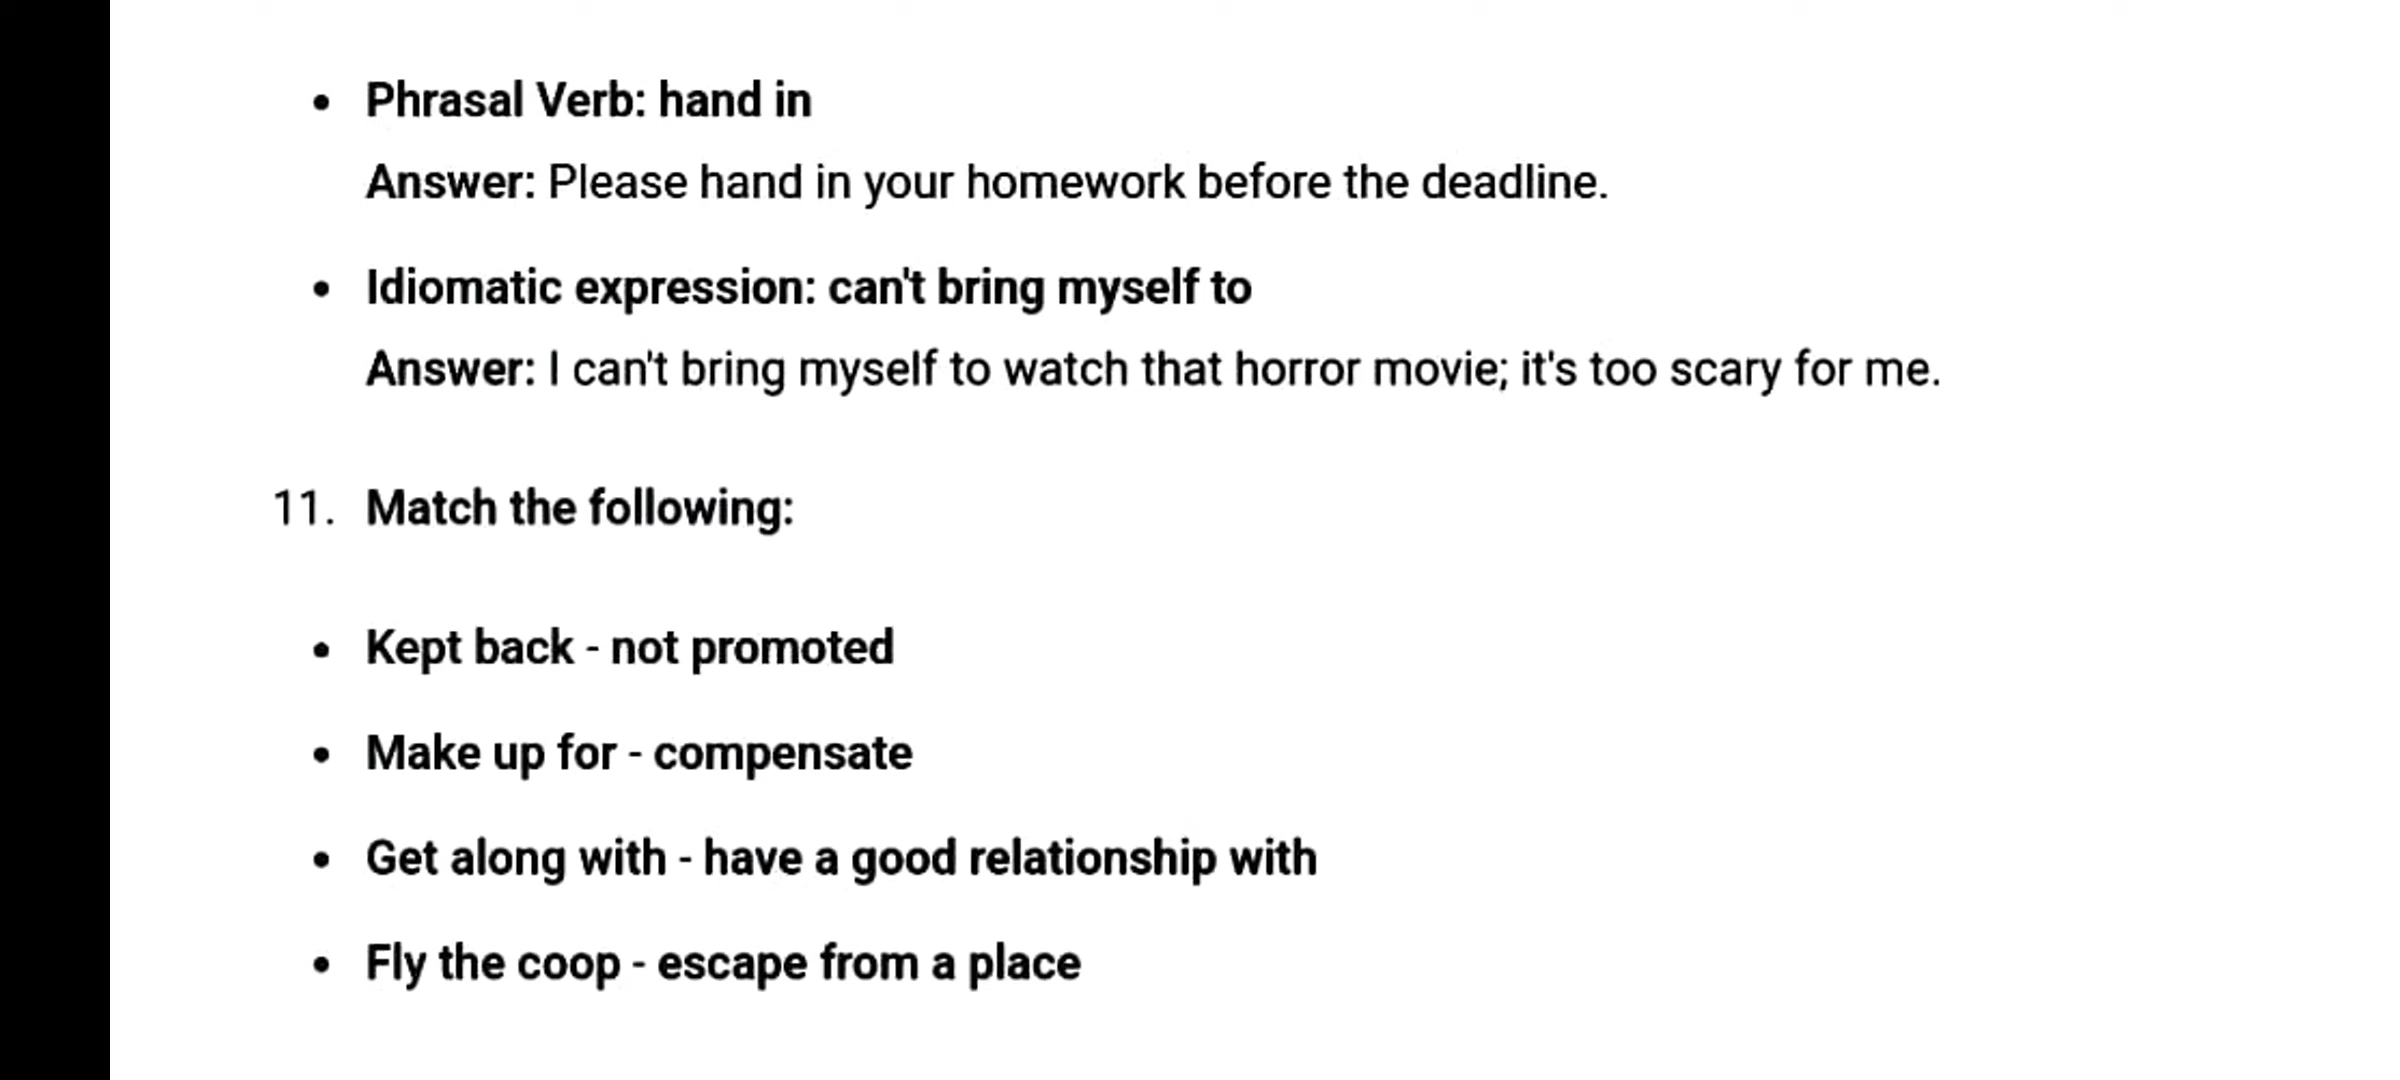 • Phrasal Verb: hand in
Answer: Please hand in your homework before the deadline.
• Idiomatic expression: can't bring myself to
Answer: I can't bring myself to watch that horror movie; it's too scary for me.
11. Match the following:
• Kept back - not promoted
• Make up for - compensate
• Get along with - have a good relationship with
• Fly the coop - escape from a place